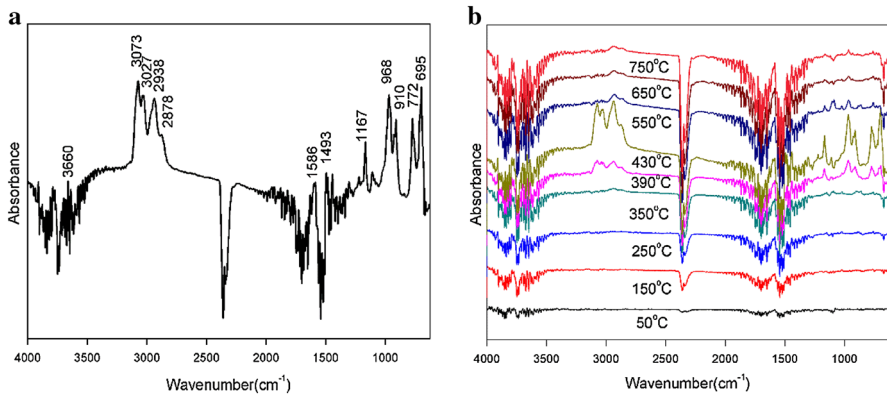 a
3073
3027
2938
2878
3660
1586
1493
1167
968
910
772
695
Absorbance
4000 3500 3000 2500 2000 1500 1000
Wavenumber(cm⁻¹)
b
750°C
650°C
550°C
430°C
390°C
350°C
250°C
150°C
50°C
Absorbance
4000 3500 3000 2500 2000 1500 1000
Wavenumber(cm⁻¹)